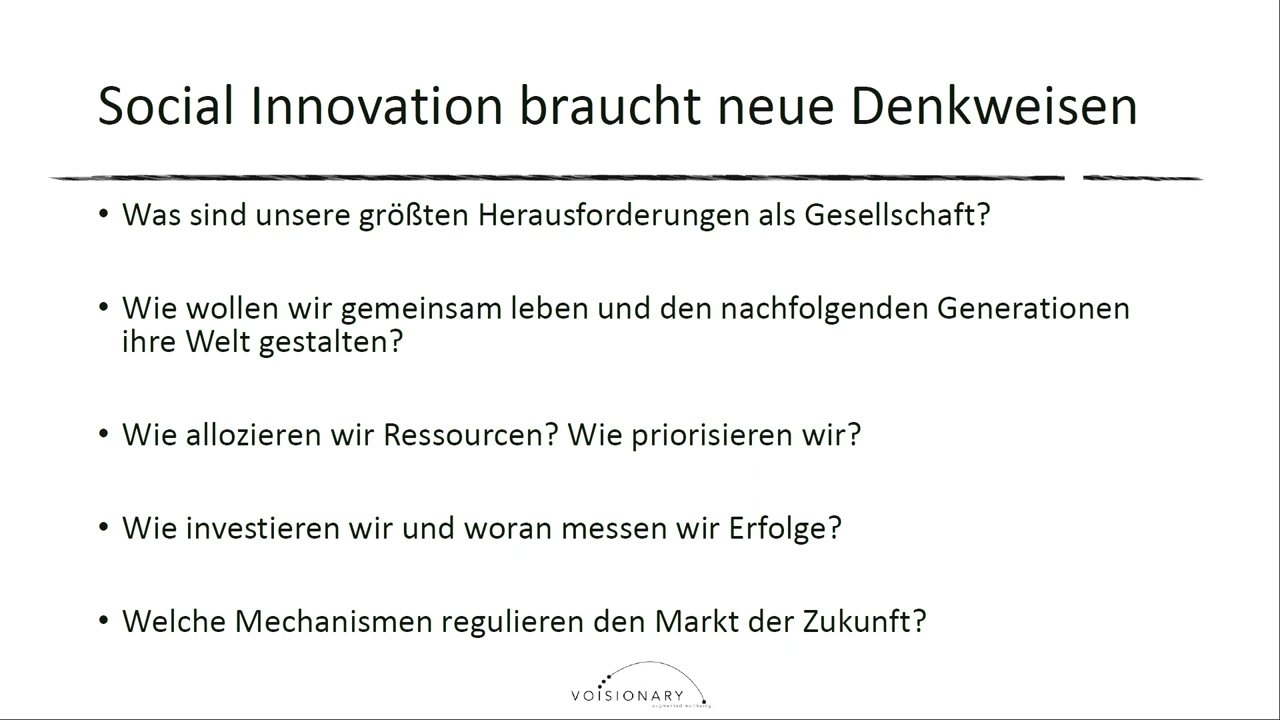 Social Innovation braucht neue Denkweisen
• Was sind unsere größten Herausforderungen als Gesellschaft?
• Wie wollen wir gemeinsam leben und den nachfolgenden Generationen
ihre Welt gestalten?
• Wie allozieren wir Ressourcen? Wie priorisieren wir?
• Wie investieren wir und woran messen wir Erfolge?
• Welche Mechanismen regulieren den Markt der Zukunft?
VOISIONARY
augmented wellbeing